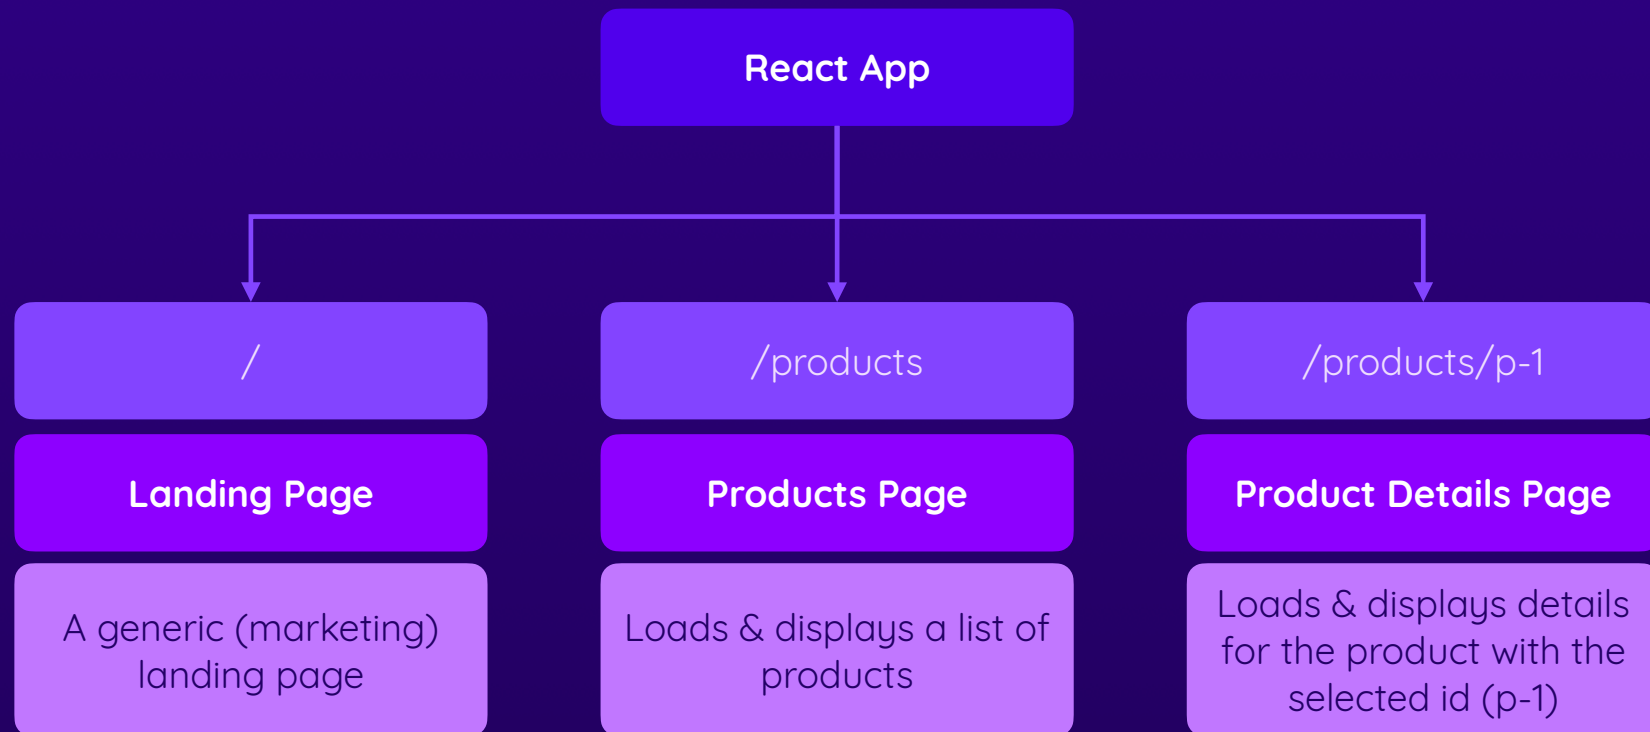 React App
/
/products
/products/p-1
Landing Page
Products Page
Product Details Page
A generic (marketing)
landing page
Loads & displays a list of
products
Loads & displays details
for the product with the
selected id (p-1)